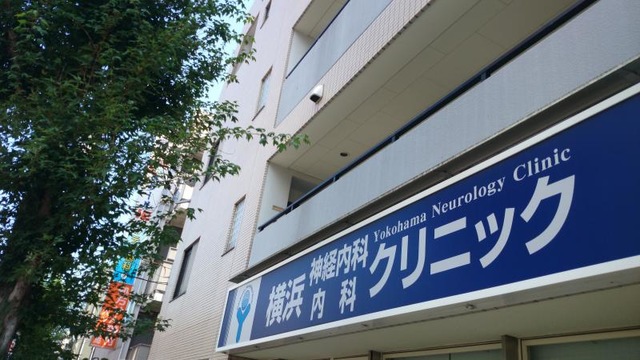 横浜
神経内科
内科
Yokohama Neurology Clinic
クリニック